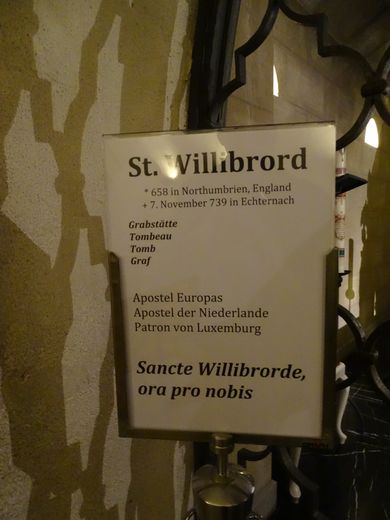 St. Willibrord
* 658 in Northumbrien, England
+ 7. November 739 in Echternach
Grabstätte
Tombeau
Tomb
Graf
Apostel Europas
Apostel der Niederlande
Patron von Luxemburg
Sancte Willibrorde,
ora pro nobis